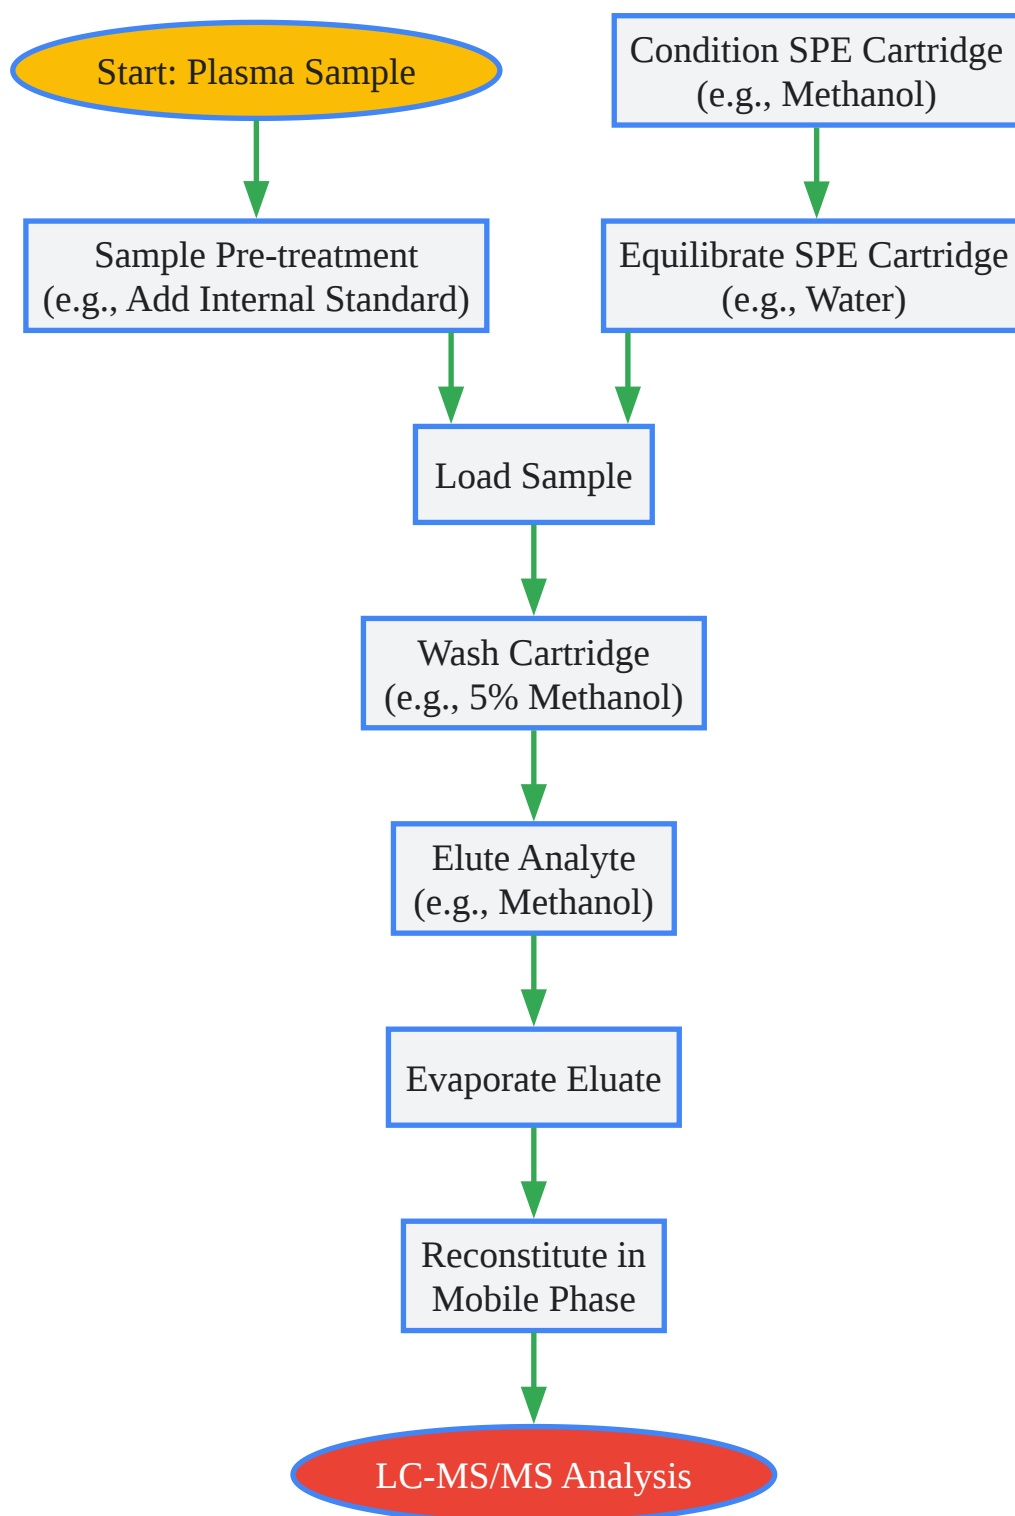 Start: Plasma Sample
Condition SPE Cartridge
(e.g., Methanol)
Sample Pre-treatment
(e.g., Add Internal Standard)
Equilibrate SPE Cartridge
(e.g., Water)
Load Sample
Wash Cartridge
(e.g., 5% Methanol)
Elute Analyte
(e.g., Methanol)
Evaporate Eluate
Reconstitute in
Mobile Phase
LC-MS/MS Analysis